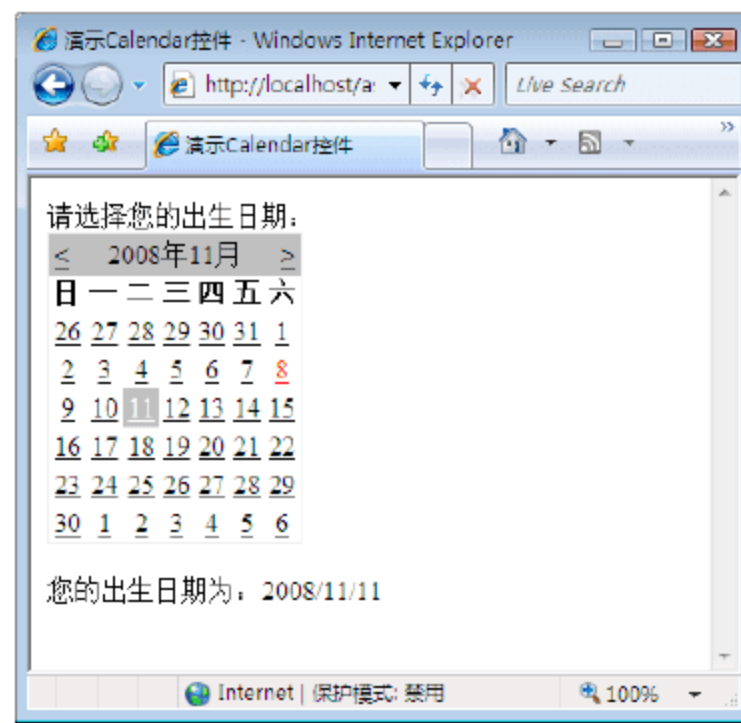 演示Calendar控件 - Windows Internet Explorer
http://localhost/a
Live Search
演示Calendar控件
请选择您的出生日期：
< 2008年11月 >
日 一 二 三 四 五 六
26 27 28 29 30 31 1
2 3 4 5 6 7 8
9 10 11 12 13 14 15
16 17 18 19 20 21 22
23 24 25 26 27 28 29
30 1 2 3 4 5 6
您的出生日期为：2008/11/11
Internet | 保护模式: 禁用
100%